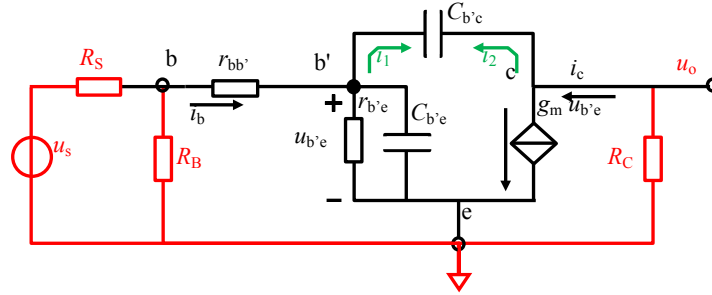 C_b'c
b
r_bb'
b'
i_1
i_2
c
i_c
u_o
R_S
i_b
+
r_b'e
C_b'e
g_m
u_b'e
u_b'e
u_s
R_B
R_C
−
e